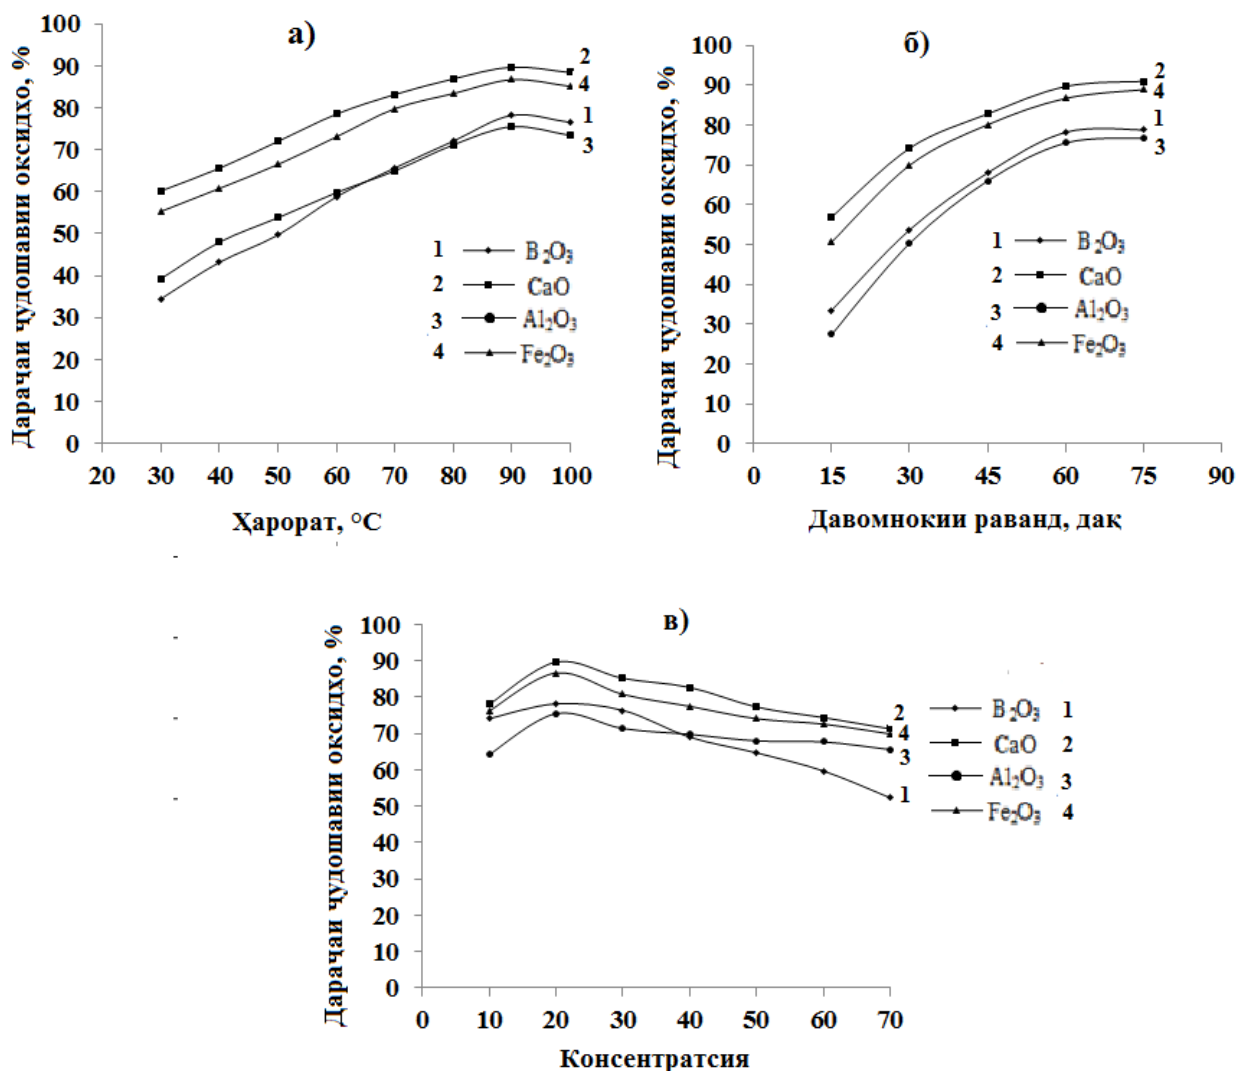 а)
Дараҷаи ҷудошавии оксидҳо, %
100
90
80
70
60
50
40
30
20
10
0
20 30 40 50 60 70 80 90 100
Ҳарорат, °С
2
4
1
3
1 B₂O₃
2 CaO
3 Al₂O₃
4 Fe₂O₃
б)
Дараҷаи ҷудошавии оксидҳо, %
100
90
80
70
60
50
40
30
20
10
0
0 15 30 45 60 75 90
Давомнокии раванд, дақ
2
4
1
3
1 B₂O₃
2 CaO
3 Al₂O₃
4 Fe₂O₃
в)
Дараҷаи ҷудошавии оксидҳо, %
100
90
80
70
60
50
40
30
20
10
0
0 10 20 30 40 50 60 70
Консентратсия
2
4
3
1
B₂O₃ 1
CaO 2
Al₂O₃ 3
Fe₂O₃ 4